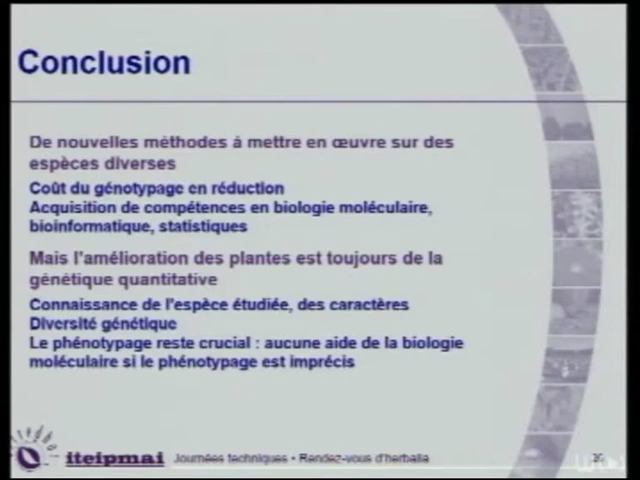 Conclusion
De nouvelles méthodes à mettre en œuvre sur des
espèces diverses
Coût du génotypage en réduction
Acquisition de compétences en biologie moléculaire,
bioinformatique, statistiques
Mais l'amélioration des plantes est toujours de la
génétique quantitative
Connaissance de l'espèce étudiée, des caractères
Diversité génétique
Le phénotypage reste crucial : aucune aide de la biologie
moléculaire si le phénotypage est imprécis
iteipmai Journées techniques • Rendez-vous d'herbalia